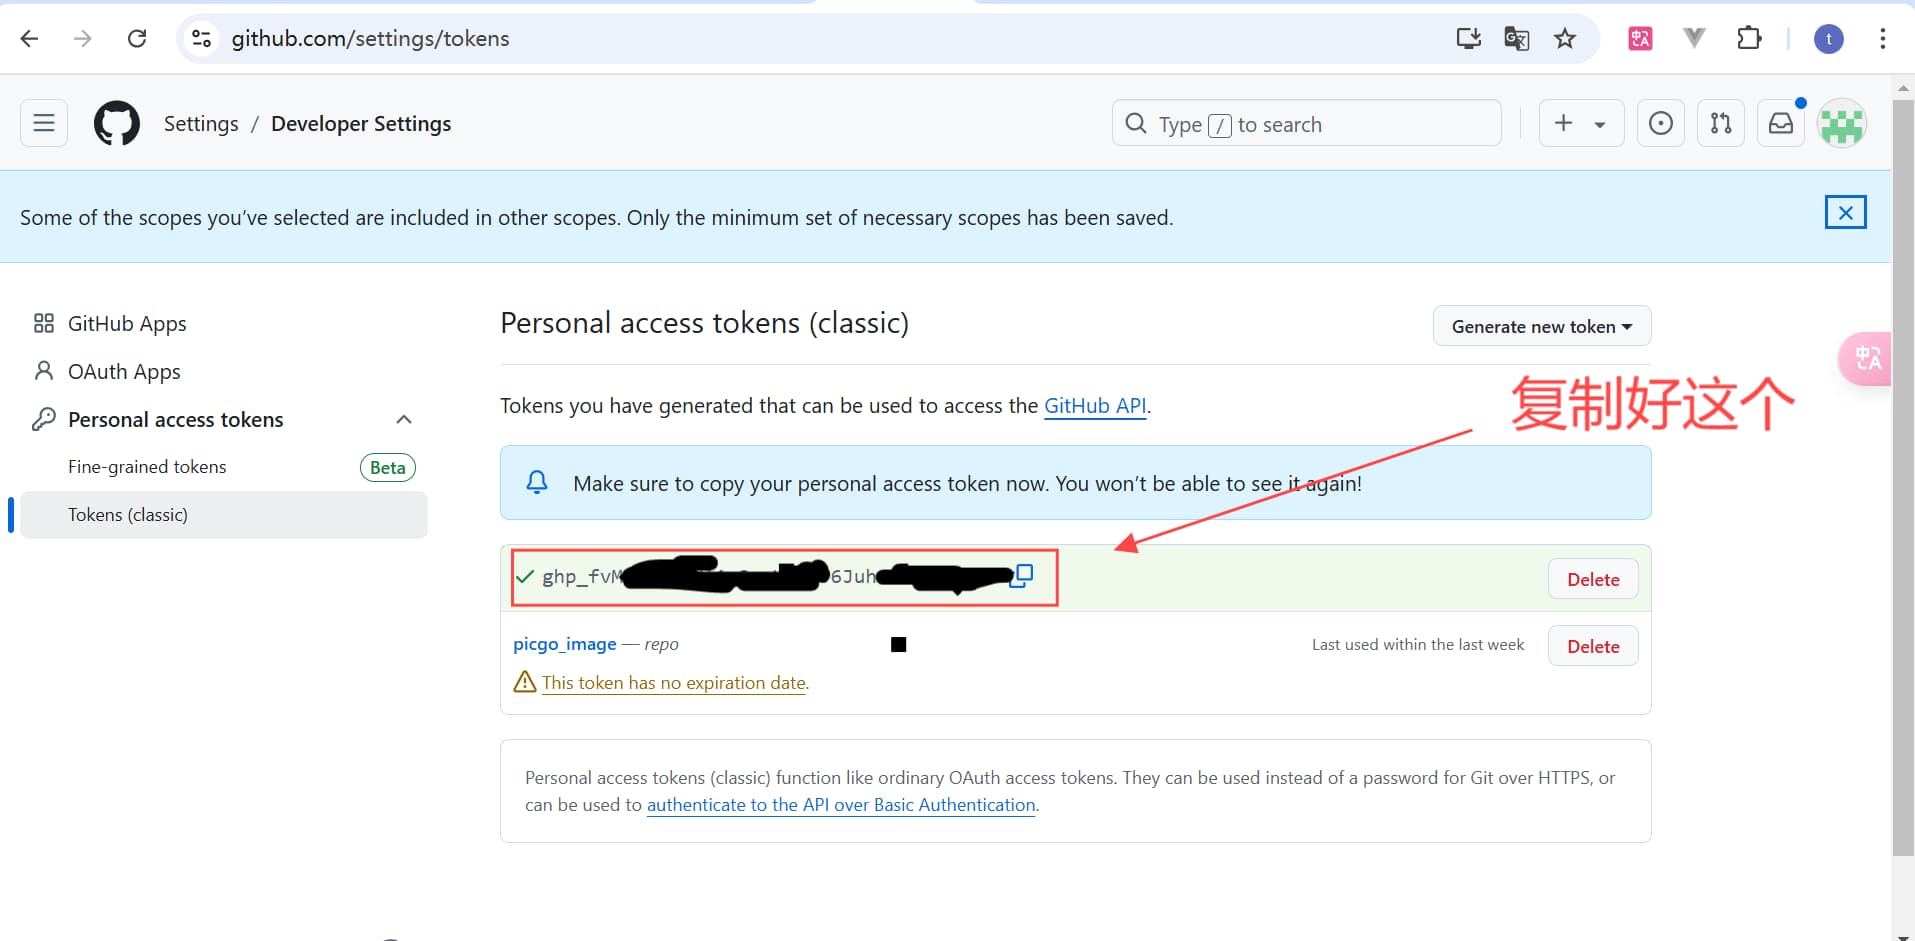 github.com/settings/tokens
t
Settings / Developer Settings
Type / to search
Some of the scopes you’ve selected are included in other scopes. Only the minimum set of necessary scopes has been saved.
GitHub Apps
OAuth Apps
Personal access tokens
Fine-grained tokens
Beta
Tokens (classic)
Personal access tokens (classic)
Generate new token
Tokens you have generated that can be used to access the GitHub API.
复制好这个
Make sure to copy your personal access token now. You won’t be able to see it again!
ghp_fvM 6Juh
Delete
picgo_image — repo
Last used within the last week
Delete
This token has no expiration date.
Personal access tokens (classic) function like ordinary OAuth access tokens. They can be used instead of a password for Git over HTTPS, or
can be used to authenticate to the API over Basic Authentication.